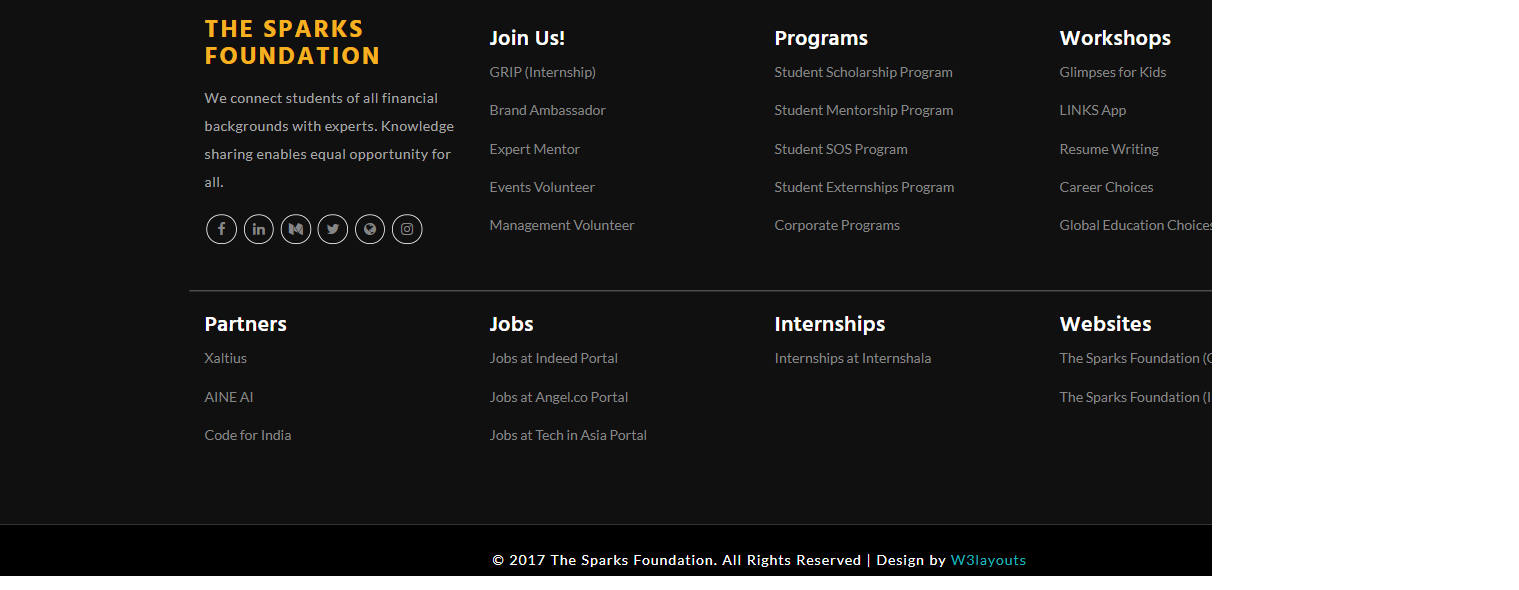 THE SPARKS
FOUNDATION
We connect students of all financial
backgrounds with experts. Knowledge
sharing enables equal opportunity for
all.
Join Us!
GRIP (Internship)
Brand Ambassador
Expert Mentor
Events Volunteer
Management Volunteer
Programs
Student Scholarship Program
Student Mentorship Program
Student SOS Program
Student Externships Program
Corporate Programs
Workshops
Glimpses for Kids
LINKS App
Resume Writing
Career Choices
Global Education Choices
Partners
Xaltius
AINE AI
Code for India
Jobs
Jobs at Indeed Portal
Jobs at Angel.co Portal
Jobs at Tech in Asia Portal
Internships
Internships at Internshala
Websites
The Sparks Foundation
The Sparks Foundation
© 2017 The Sparks Foundation. All Rights Reserved | Design by W3layouts